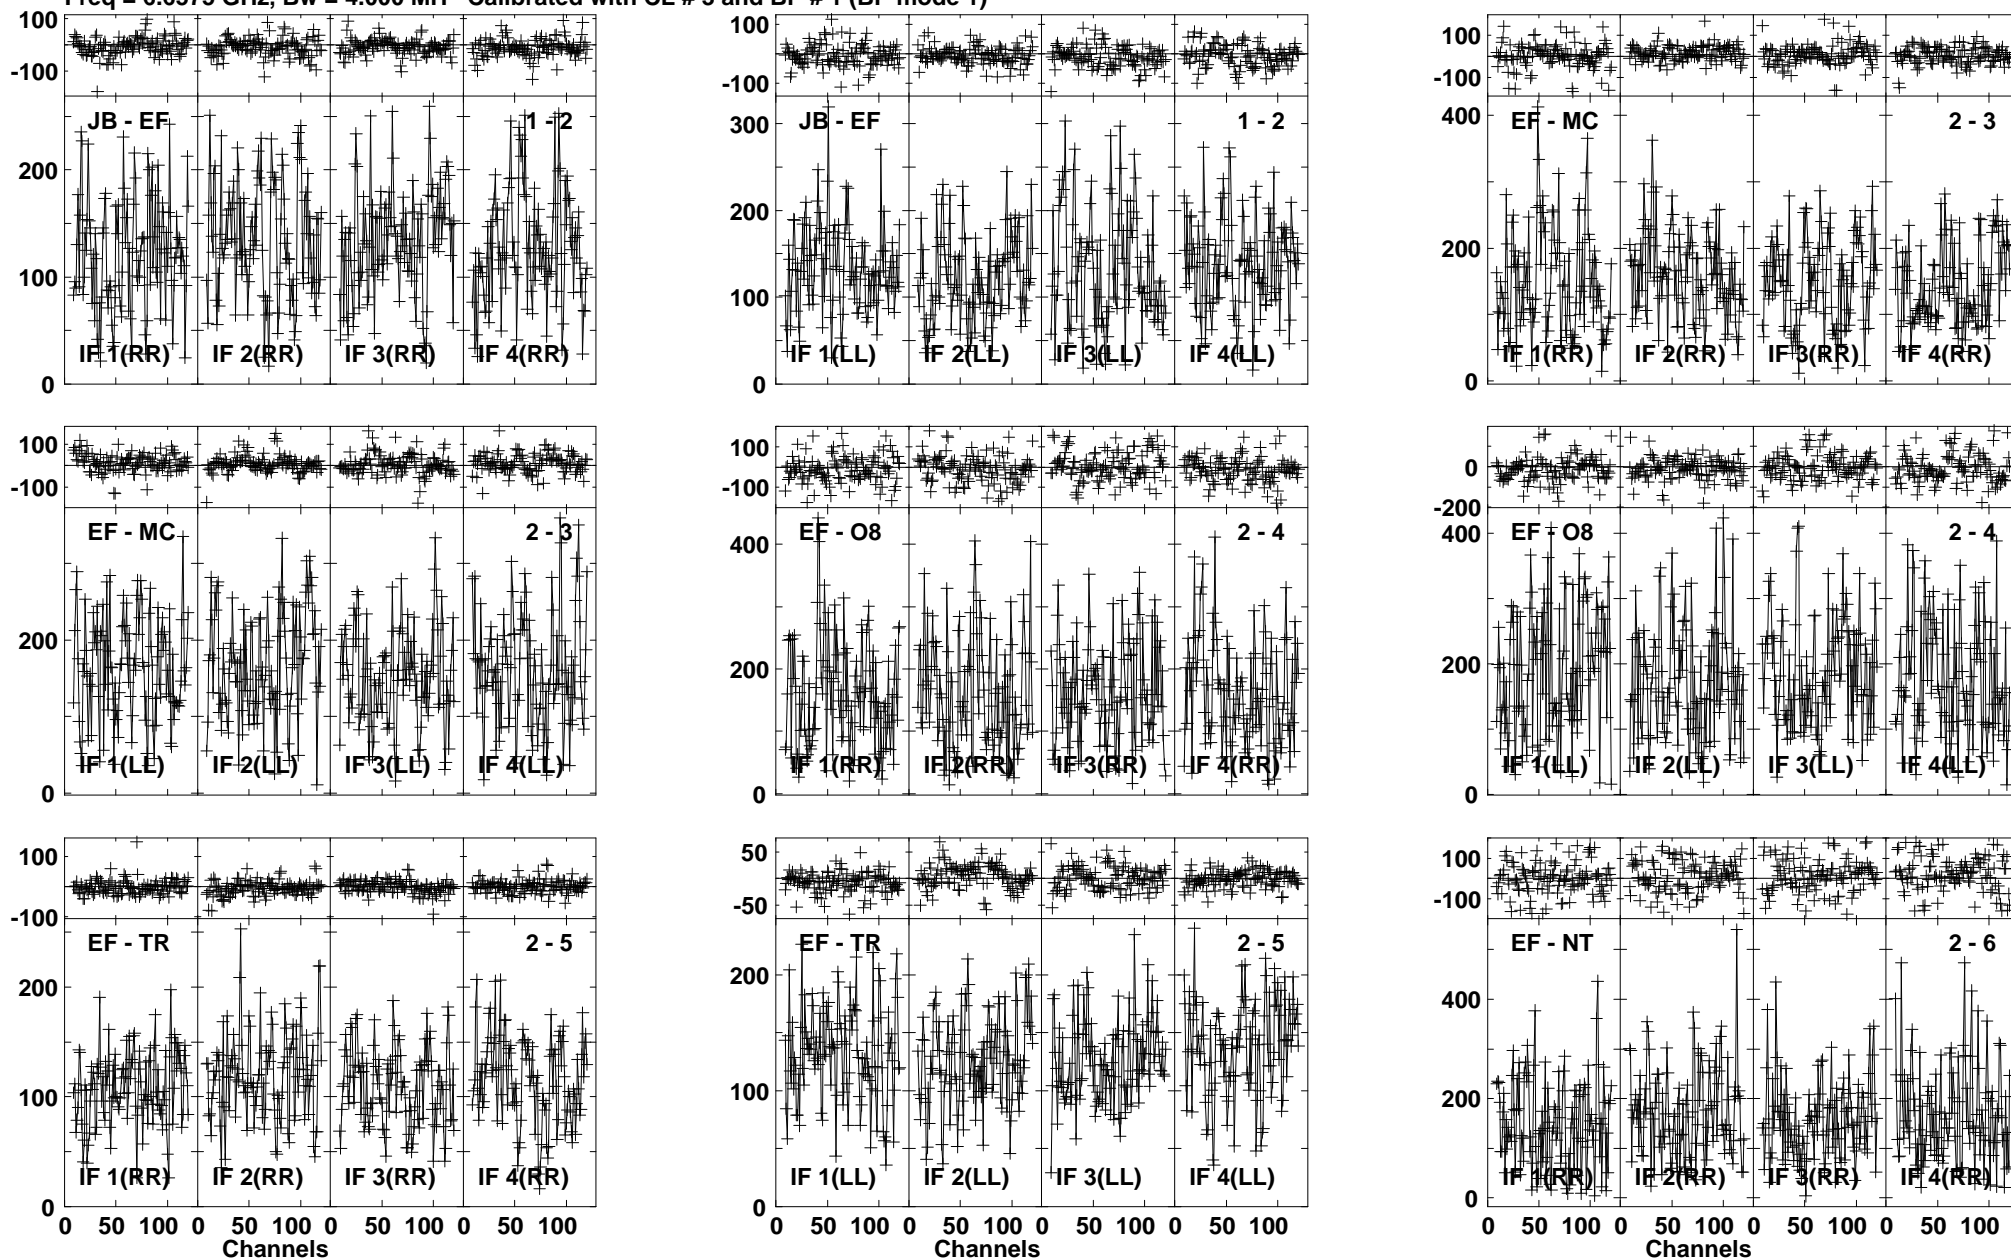 Calibrated with CL # 3 and BP # 1 (BP mode 1)
100
-100
JB - EF
1 - 2
200
100
0
IF 1(RR)
IF 2(RR)
IF 3(RR)
IF 4(RR)
100
-100
JB - EF
1 - 2
300
200
100
0
IF 1(LL)
IF 2(LL)
IF 3(LL)
IF 4(LL)
100
-100
EF - MC
2 - 3
400
200
0
IF 1(RR)
IF 2(RR)
IF 3(RR)
IF 4(RR)
100
-100
EF - MC
2 - 3
200
0
IF 1(LL)
IF 2(LL)
IF 3(LL)
IF 4(LL)
100
-100
EF - O8
2 - 4
400
200
0
IF 1(RR)
IF 2(RR)
IF 3(RR)
IF 4(RR)
0
-200
EF - O8
2 - 4
400
200
0
IF 1(LL)
IF 2(LL)
IF 3(LL)
IF 4(LL)
100
-100
EF - TR
2 - 5
200
100
0
IF 1(RR)
IF 2(RR)
IF 3(RR)
IF 4(RR)
0 50 100 0 50 100 0 50 100 0 50 100
Channels
50
-50
EF - TR
2 - 5
200
100
0
IF 1(LL)
IF 2(LL)
IF 3(LL)
IF 4(LL)
0 50 100 0 50 100 0 50 100 0 50 100
Channels
100
-100
EF - NT
2 - 6
400
200
0
IF 1(RR)
IF 2(RR)
IF 3(RR)
IF 4(RR)
0 50 100 0 50 100 0 50 100 0 50 100
Channels